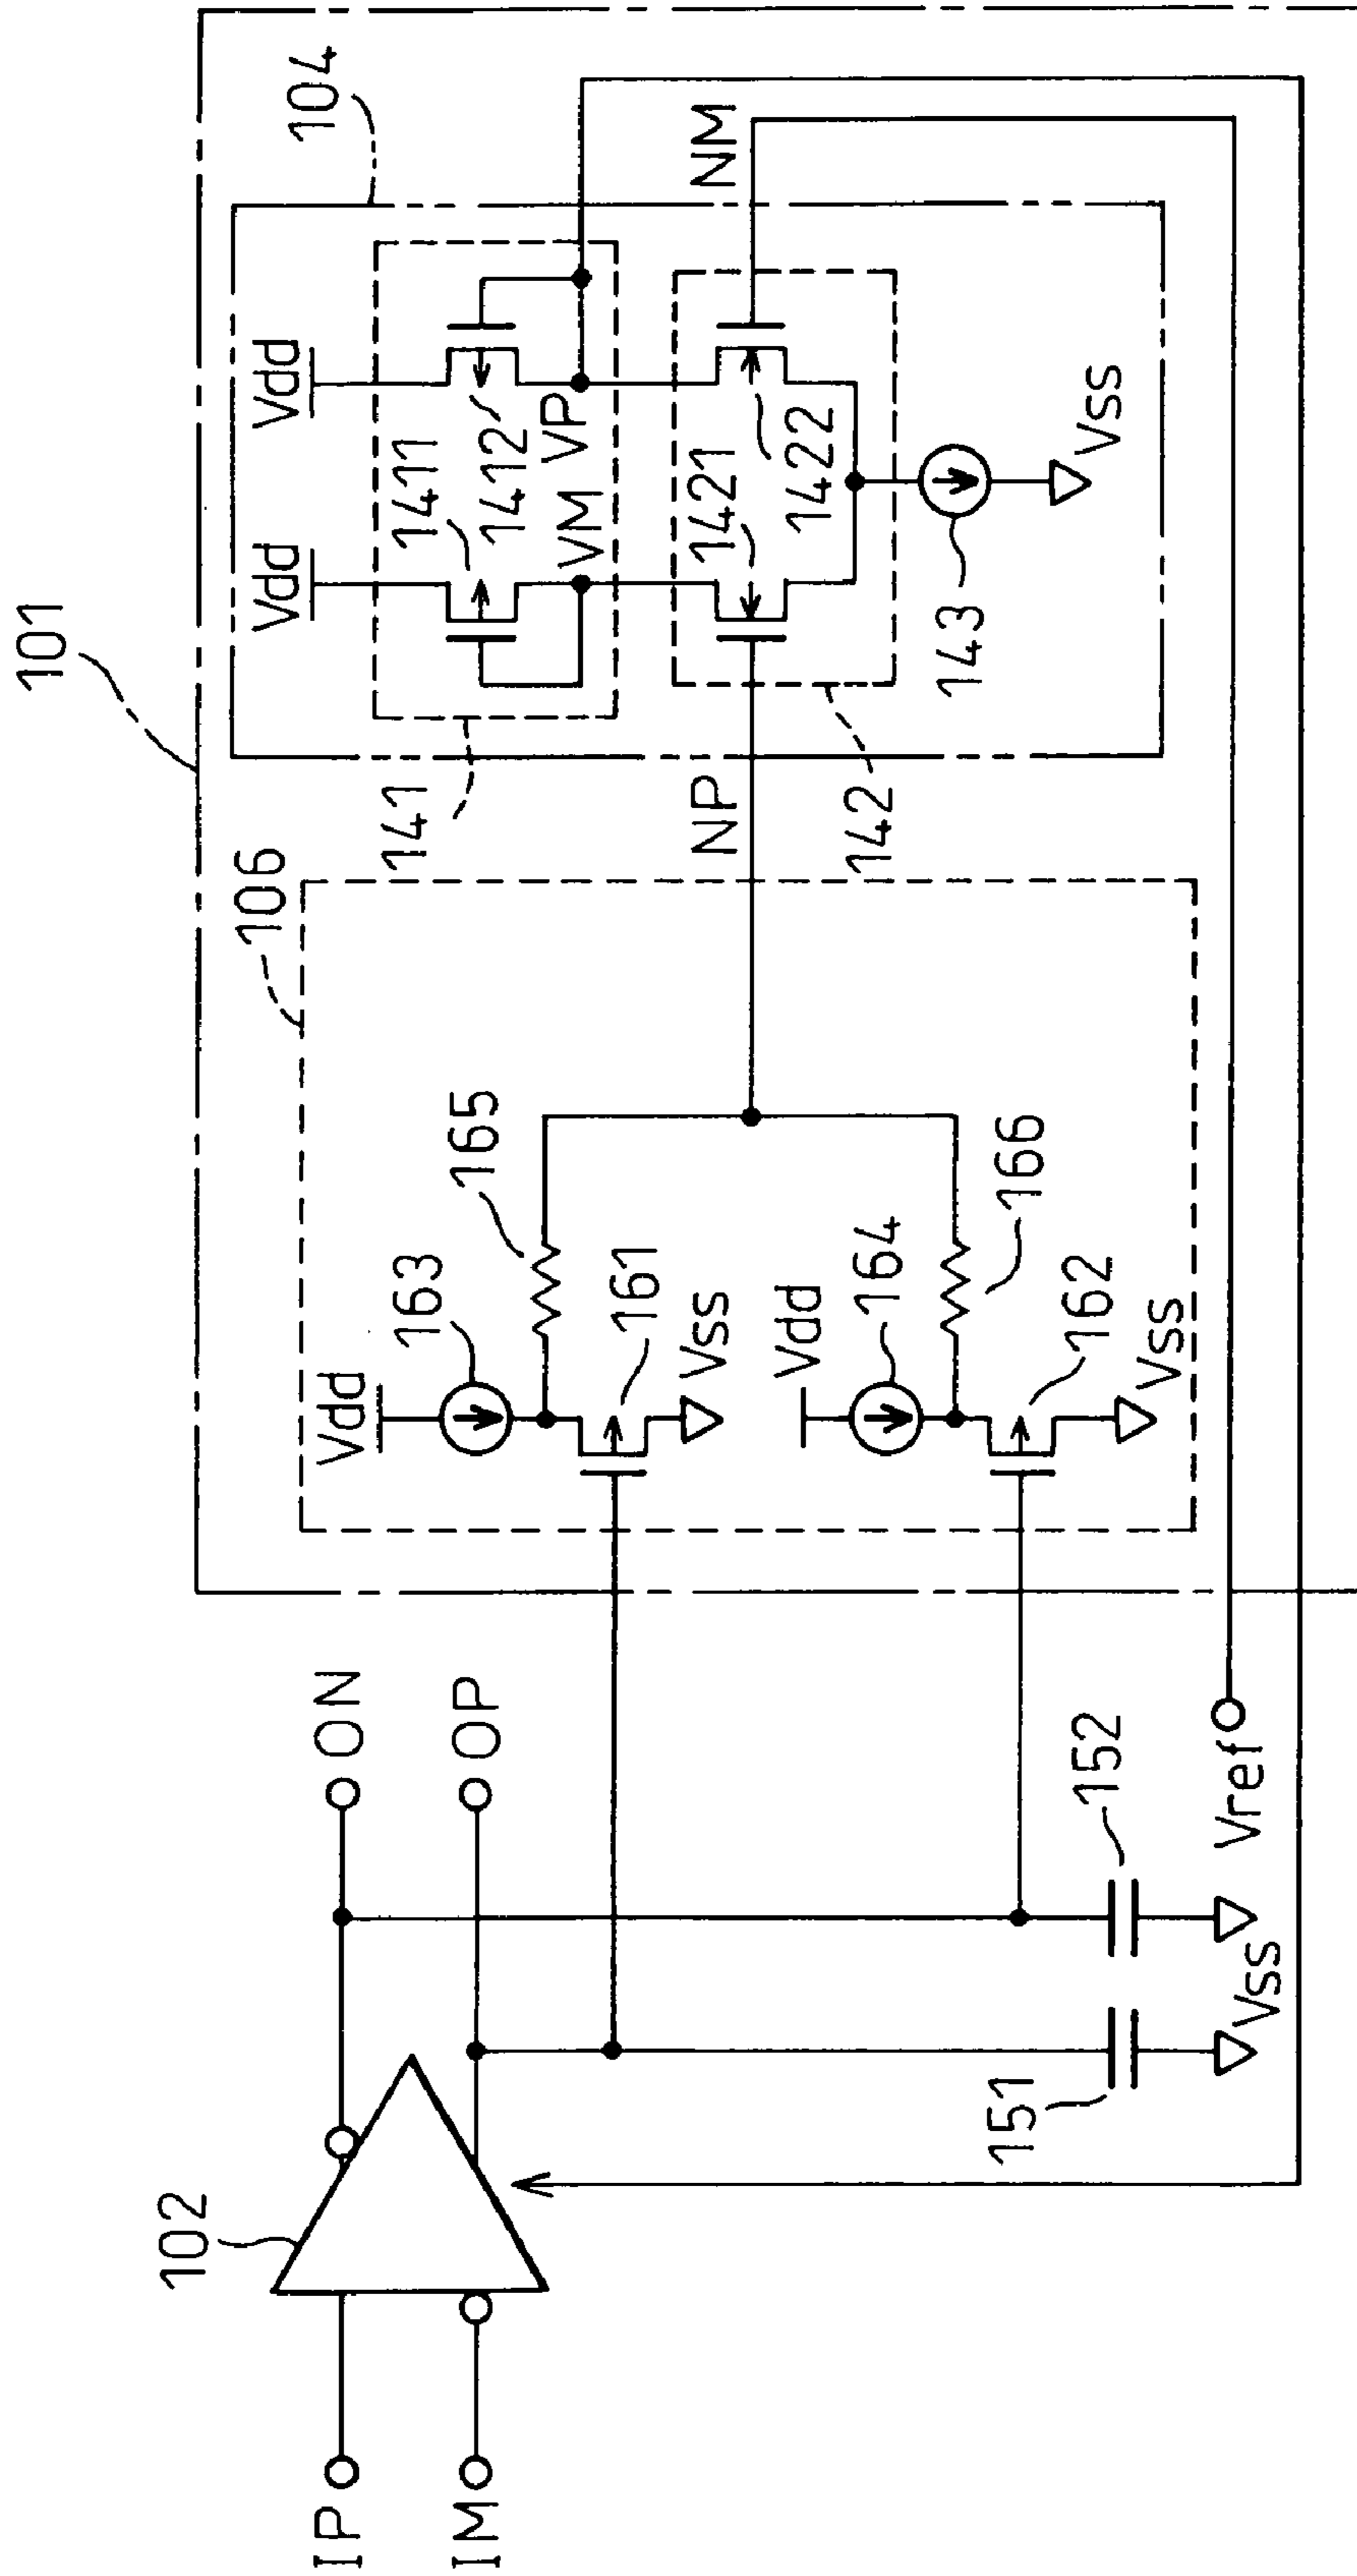 101
104
106
Vdd
Vdd
141
1411
1412
VM
VP
NM
1421
1422
142
143
Vss
NP
163
Vdd
165
161
Vss
Vdd
164
166
162
Vss
102
IP
IM
ON
OP
151
152
Vss
Vref